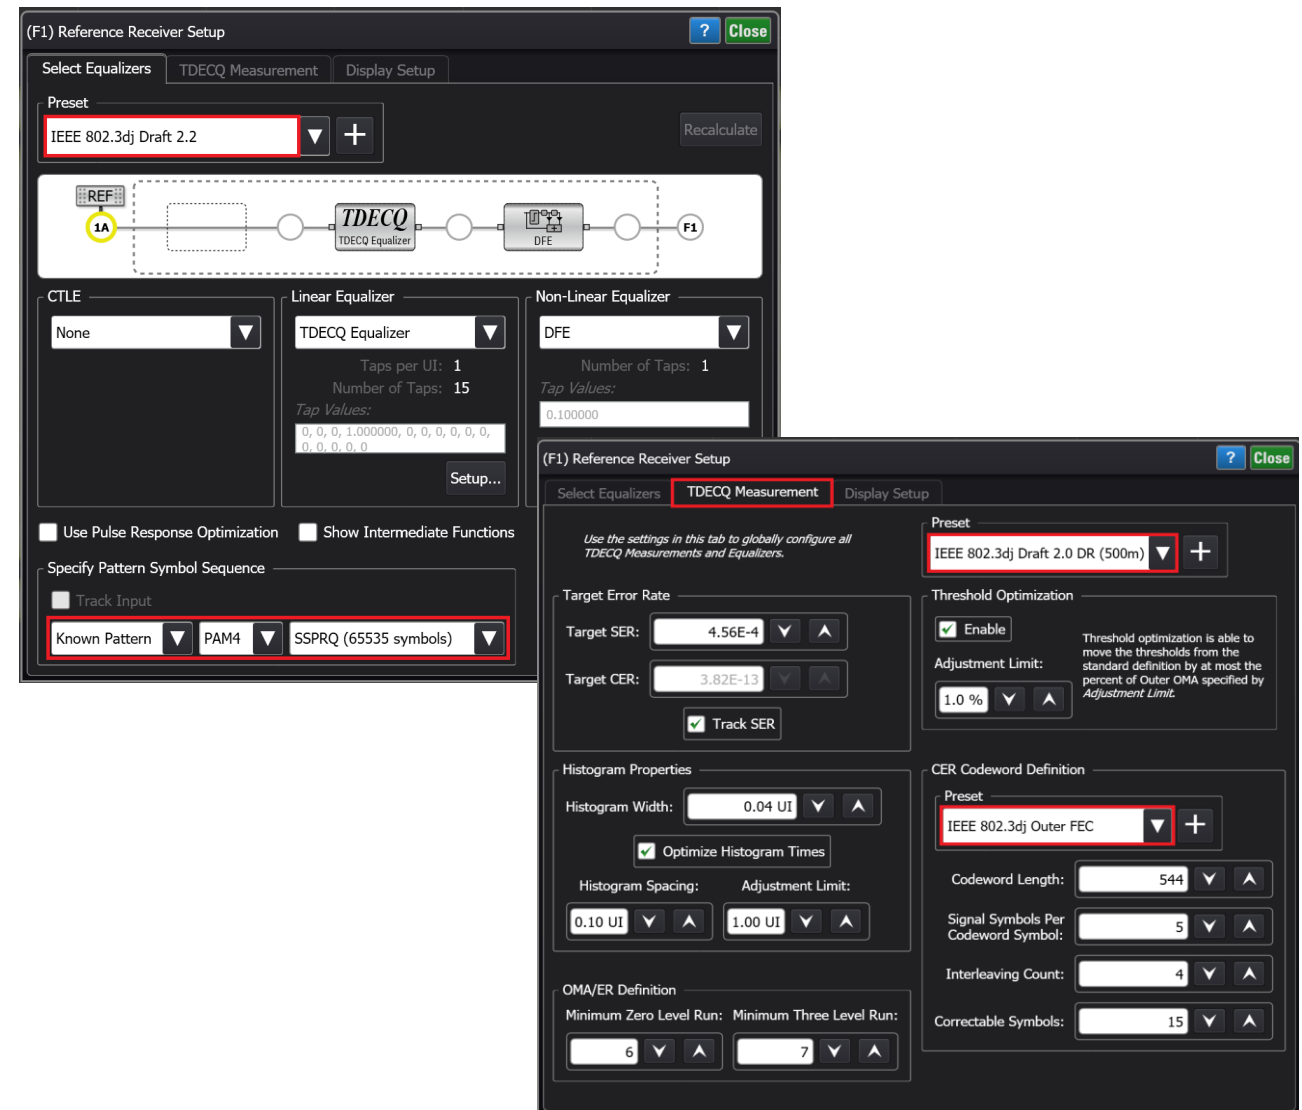 (F1) Reference Receiver Setup
? Close
Select Equalizers TDECQ Measurement Display Setup
Preset
IEEE 802.3dj Draft 2.2
Recalculate
REF
1A
TDECQ
TDECQ Equalizer
DFE
F1
CTLE
None
Linear Equalizer
TDECQ Equalizer
Taps per UI: 1
Number of Taps: 15
Tap Values:
0, 0, 0, 1.000000, 0, 0, 0, 0, 0, 0,
0, 0, 0, 0, 0
Setup...
Non-Linear Equalizer
DFE
Number of Taps: 1
Tap Values:
0.100000
Use Pulse Response Optimization Show Intermediate Functions
Specify Pattern Symbol Sequence
Track Input
Known Pattern PAM4 SSPRQ (65535 symbols)
(F1) Reference Receiver Setup
? Close
Select Equalizers TDECQ Measurement Display Setup
Use the settings in this tab to globally configure all
TDECQ Measurements and Equalizers.
Preset
IEEE 802.3dj Draft 2.0 DR (500m)
Target Error Rate
Target SER: 4.56E-4
Target CER: 3.82E-13
Track SER
Threshold Optimization
Enable
Adjustment Limit:
1.0 %
Threshold optimization is able to
move the thresholds from the
standard definition by at most the
percent of Outer OMA specified by
Adjustment Limit.
Histogram Properties
Histogram Width: 0.04 UI
Optimize Histogram Times
Histogram Spacing: Adjustment Limit:
0.10 UI 1.00 UI
OMA/ER Definition
Minimum Zero Level Run: Minimum Three Level Run:
6 7
CER Codeword Definition
Preset
IEEE 802.3dj Outer FEC
Codeword Length: 544
Signal Symbols Per
Codeword Symbol: 5
Interleaving Count: 4
Correctable Symbols: 15